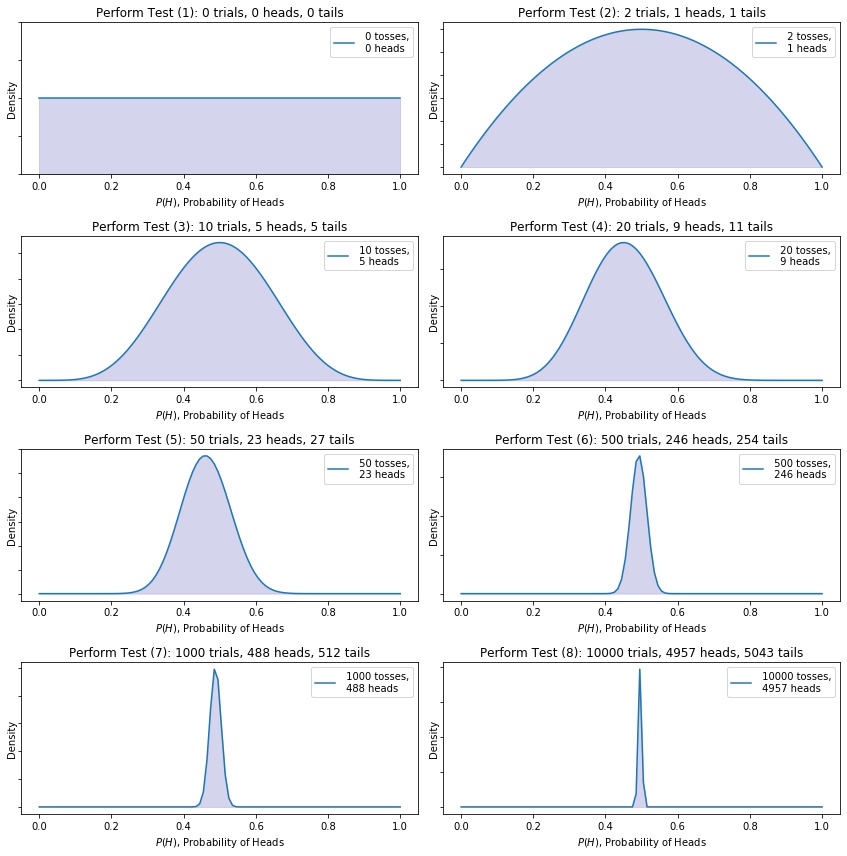 Perform Test (1): 0 trials, 0 heads, 0 tails
0 tosses,
0 heads
Density
0.0 0.2 0.4 0.6 0.8 1.0
P(H), Probability of Heads
Perform Test (2): 2 trials, 1 heads, 1 tails
2 tosses,
1 heads
Density
0.0 0.2 0.4 0.6 0.8 1.0
P(H), Probability of Heads
Perform Test (3): 10 trials, 5 heads, 5 tails
10 tosses,
5 heads
Density
0.0 0.2 0.4 0.6 0.8 1.0
P(H), Probability of Heads
Perform Test (4): 20 trials, 9 heads, 11 tails
20 tosses,
9 heads
Density
0.0 0.2 0.4 0.6 0.8 1.0
P(H), Probability of Heads
Perform Test (5): 50 trials, 23 heads, 27 tails
50 tosses,
23 heads
Density
0.0 0.2 0.4 0.6 0.8 1.0
P(H), Probability of Heads
Perform Test (6): 500 trials, 246 heads, 254 tails
500 tosses,
246 heads
Density
0.0 0.2 0.4 0.6 0.8 1.0
P(H), Probability of Heads
Perform Test (7): 1000 trials, 488 heads, 512 tails
1000 tosses,
488 heads
Density
0.0 0.2 0.4 0.6 0.8 1.0
P(H), Probability of Heads
Perform Test (8): 10000 trials, 4957 heads, 5043 tails
10000 tosses,
4957 heads
Density
0.0 0.2 0.4 0.6 0.8 1.0
P(H), Probability of Heads